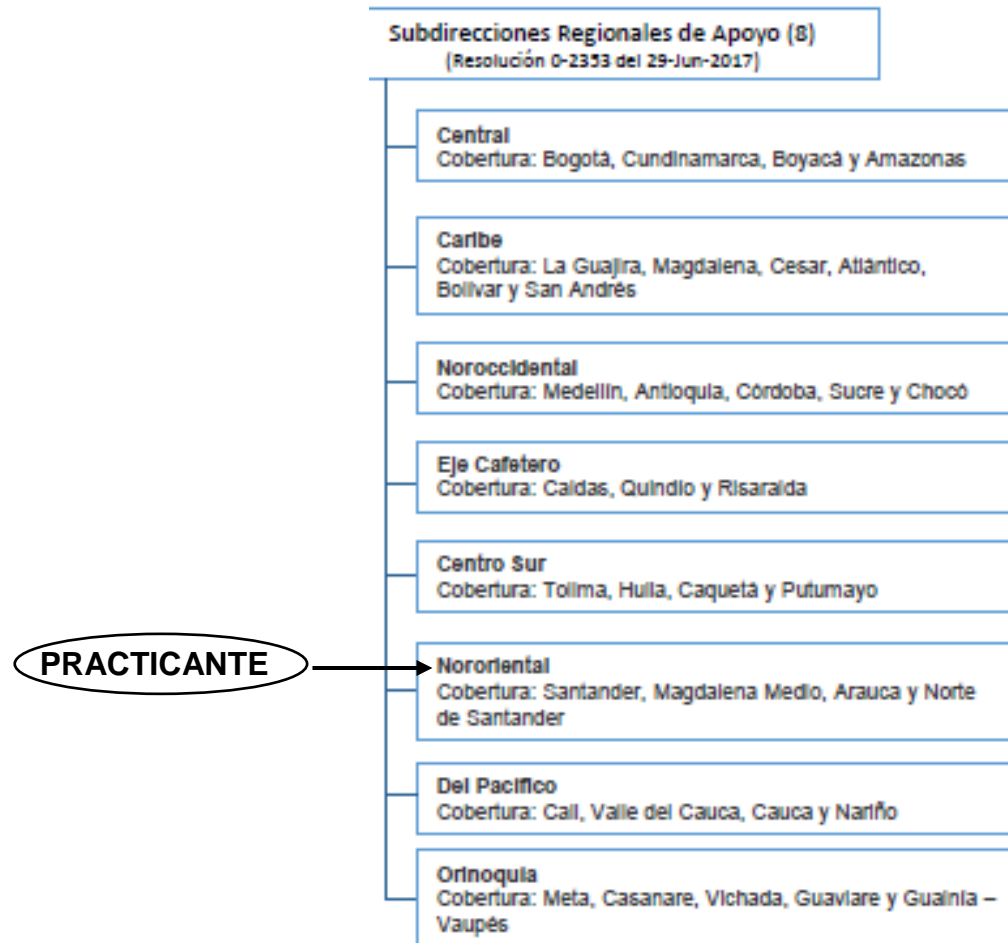 Subdirecciones Regionales de Apoyo (8)
(Resolución 0-2353 del 29-Jun-2017)
Central
Cobertura: Bogotá, Cundinamarca, Boyacá y Amazonas
Caribe
Cobertura: La Guajira, Magdalena, Cesar, Atlántico,
Bolívar y San Andrés
Noroccidental
Cobertura: Medellín, Antioquia, Córdoba, Sucre y Chocó
Eje Cafetero
Cobertura: Caldas, Quindío y Risaralda
Centro Sur
Cobertura: Tolima, Huila, Caquetá y Putumayo
PRACTICANTE
Nororiental
Cobertura: Santander, Magdalena Medio, Arauca y Norte
de Santander
Del Pacífico
Cobertura: Cali, Valle del Cauca, Cauca y Nariño
Orinoquia
Cobertura: Meta, Casanare, Vichada, Guaviare y Guainía –
Vaupés